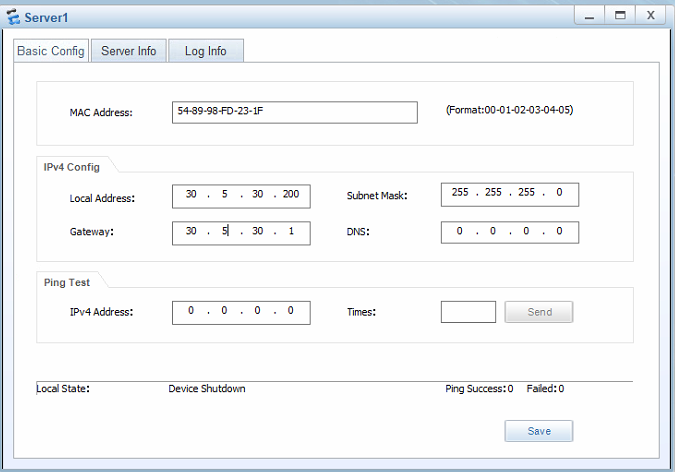 Server1
Basic Config Server Info Log Info
MAC Address: 54-89-98-FD-23-1F (Format:00-01-02-03-04-05)
IPv4 Config
Local Address: 30 . 5 . 30 . 200 Subnet Mask: 255 . 255 . 255 . 0
Gateway: 30 . 5 . 30 . 1 DNS: 0 . 0 . 0 . 0
Ping Test
IPv4 Address: 0 . 0 . 0 . 0 Times: Send
Local State: Device Shutdown Ping Success:0 Failed:0
Save